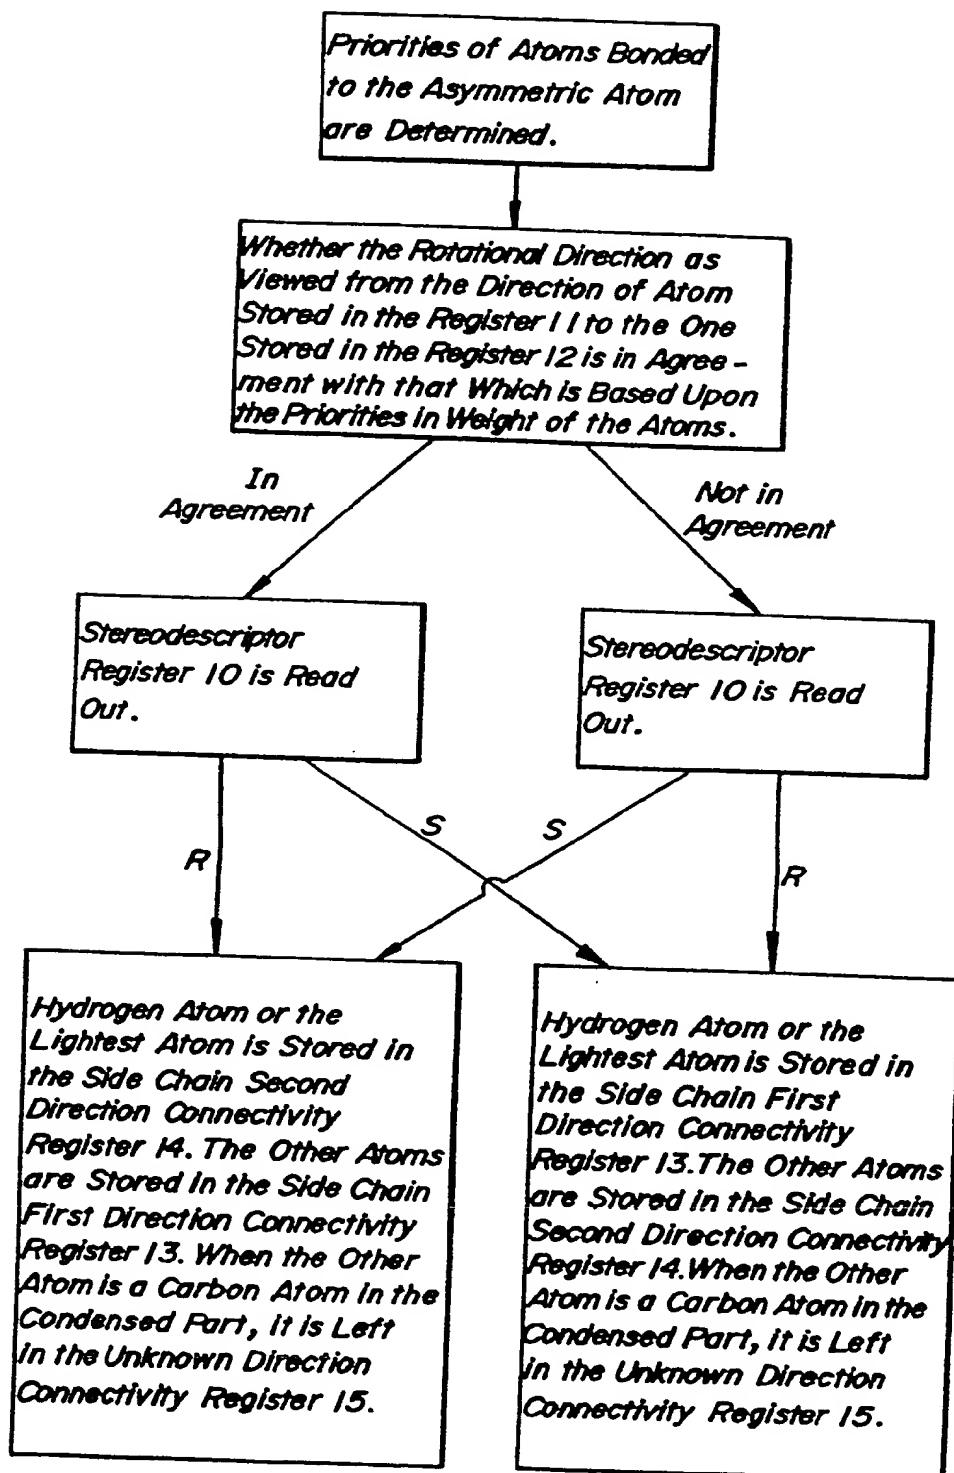 Priorities of Atoms Bonded
to the Asymmetric Atom
are Determined.
Whether the Rotational Direction as
Viewed from the Direction of Atom
Stored in the Register 11 to the One
Stored in the Register 12 is in Agree-
ment with that Which is Based Upon
the Priorities in Weight of the Atoms.
In
Agreement
Not in
Agreement
Stereodescriptor
Register 10 is Read
Out.
Stereodescriptor
Register 10 is Read
Out.
R
S
S
R
Hydrogen Atom or the
Lightest Atom is Stored in
the Side Chain Second
Direction Connectivity
Register 14. The Other Atoms
are Stored in the Side Chain
First Direction Connectivity
Register 13. When the Other
Atom is a Carbon Atom in the
Condensed Part, it is Left
in the Unknown Direction
Connectivity Register 15.
Hydrogen Atom or the
Lightest Atom is Stored in
the Side Chain First
Direction Connectivity
Register 13. The Other Atoms
are Stored in the Side Chain
Second Direction Connectivity
Register 14. When the Other
Atom is a Carbon Atom in the
Condensed Part, it is Left
in the Unknown Direction
Connectivity Register 15.